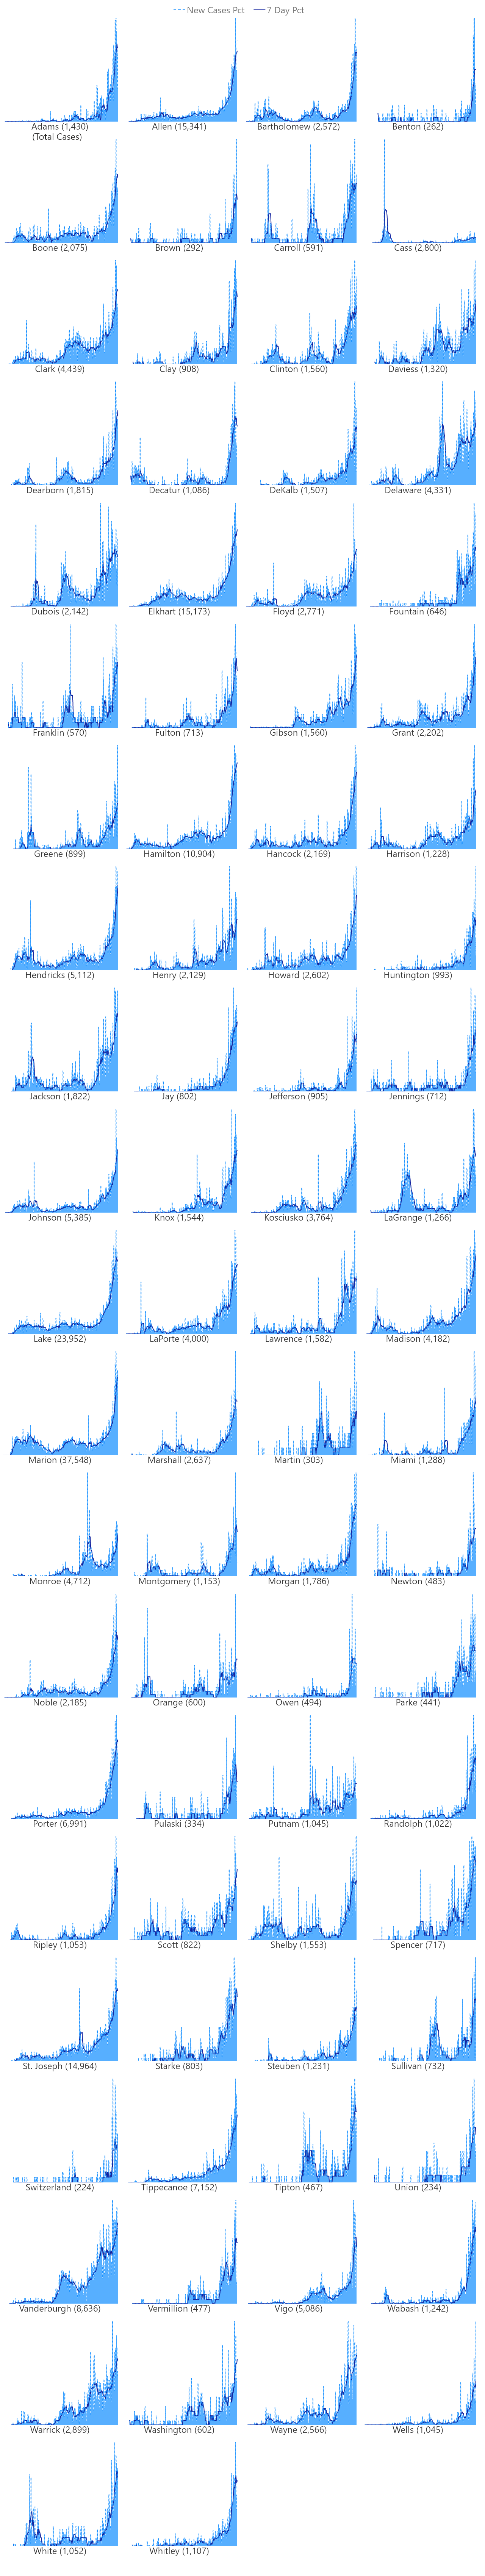 New Cases Pct 7 Day Pct
Adams (1,430) Allen (15,341) Bartholomew (2,572) Benton (262)
(Total Cases)
Boone (2,075) Brown (292) Carroll (591) Cass (2,800)
Clark (4,439) Clay (908) Clinton (1,560) Daviess (1,320)
Dearborn (1,815) Decatur (1,086) DeKalb (1,507) Delaware (4,331)
Dubois (2,142) Elkhart (15,173) Floyd (2,771) Fountain (646)
Franklin (570) Fulton (713) Gibson (1,560) Grant (2,202)
Greene (899) Hamilton (10,904) Hancock (2,169) Harrison (1,228)
Hendricks (5,112) Henry (2,129) Howard (2,602) Huntington (993)
Jackson (1,822) Jay (802) Jefferson (905) Jennings (712)
Johnson (5,385) Knox (1,544) Kosciusko (3,764) LaGrange (1,266)
Lake (23,952) LaPorte (4,000) Lawrence (1,582) Madison (4,182)
Marion (37,548) Marshall (2,637) Martin (303) Miami (1,288)
Monroe (4,712) Montgomery (1,153) Morgan (1,786) Newton (483)
Noble (2,185) Orange (600) Owen (494) Parke (441)
Porter (6,991) Pulaski (334) Putnam (1,045) Randolph (1,022)
Ripley (1,053) Scott (822) Shelby (1,553) Spencer (717)
St. Joseph (14,964) Starke (803) Steuben (1,231) Sullivan (732)
Switzerland (224) Tippecanoe (7,152) Tipton (467) Union (234)
Vanderburgh (8,636) Vermillion (477) Vigo (5,086) Wabash (1,242)
Warrick (2,899) Washington (602) Wayne (2,566) Wells (1,045)
White (1,052) Whitley (1,107)